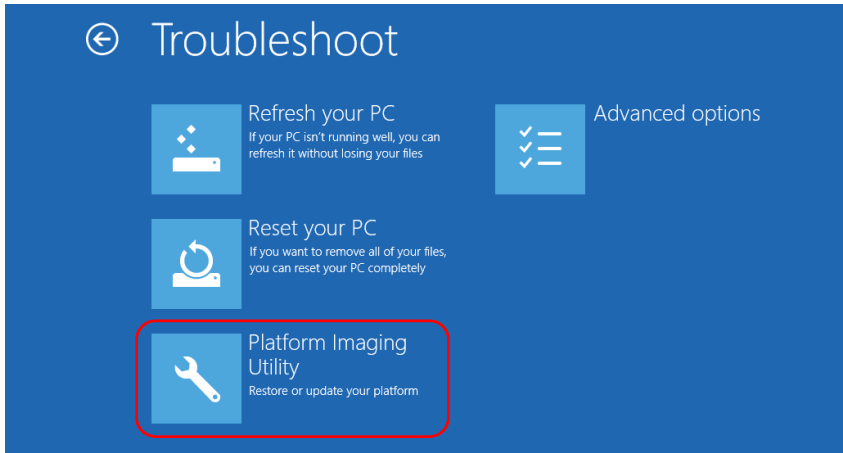 Troubleshoot
Refresh your PC
If your PC isn't running well, you can
refresh it without losing your files
Advanced options
Reset your PC
If you want to remove all of your files,
you can reset your PC completely
Platform Imaging
Utility
Restore or update your platform